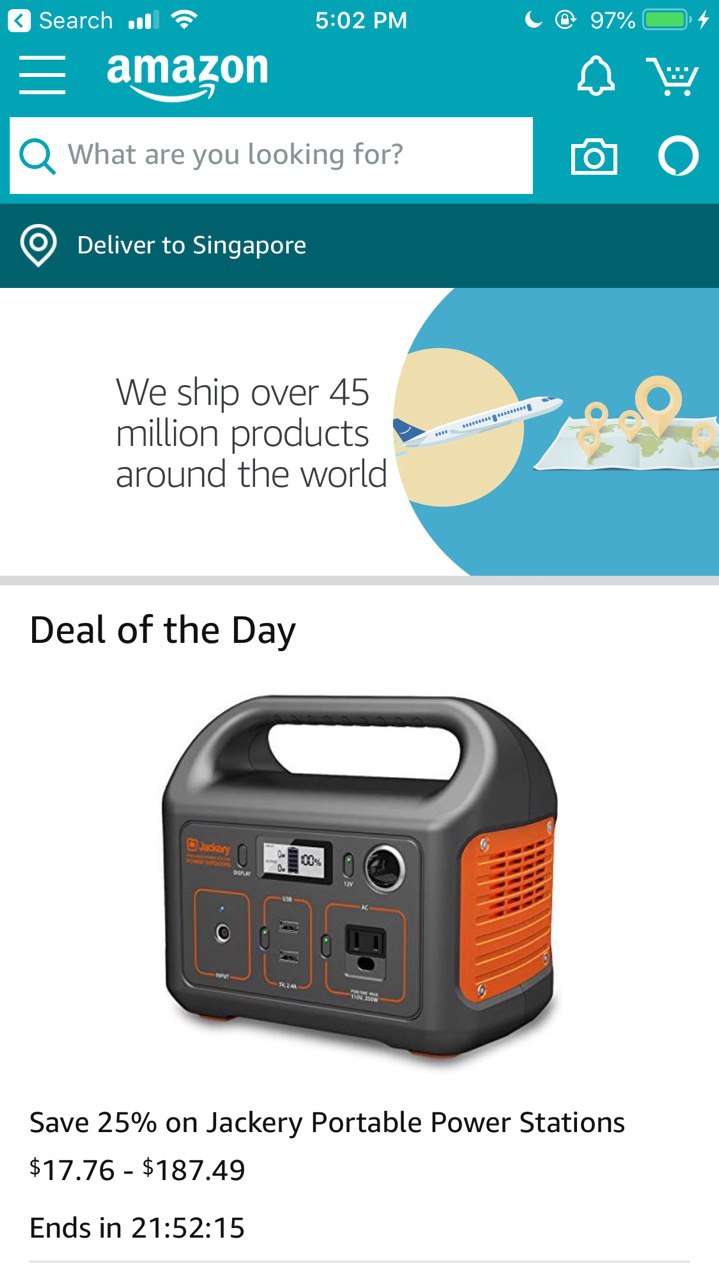 Search
5:02 PM
97%
amazon
What are you looking for?
Deliver to Singapore
We ship over 45
million products
around the world
Deal of the Day
Jackery
POWER OUTDOORS
DISPLAY
100%
12V
USB
AC
INPUT
5V, 2.4A
110V, 200W
Save 25% on Jackery Portable Power Stations
$17.76 - $187.49
Ends in 21:52:15